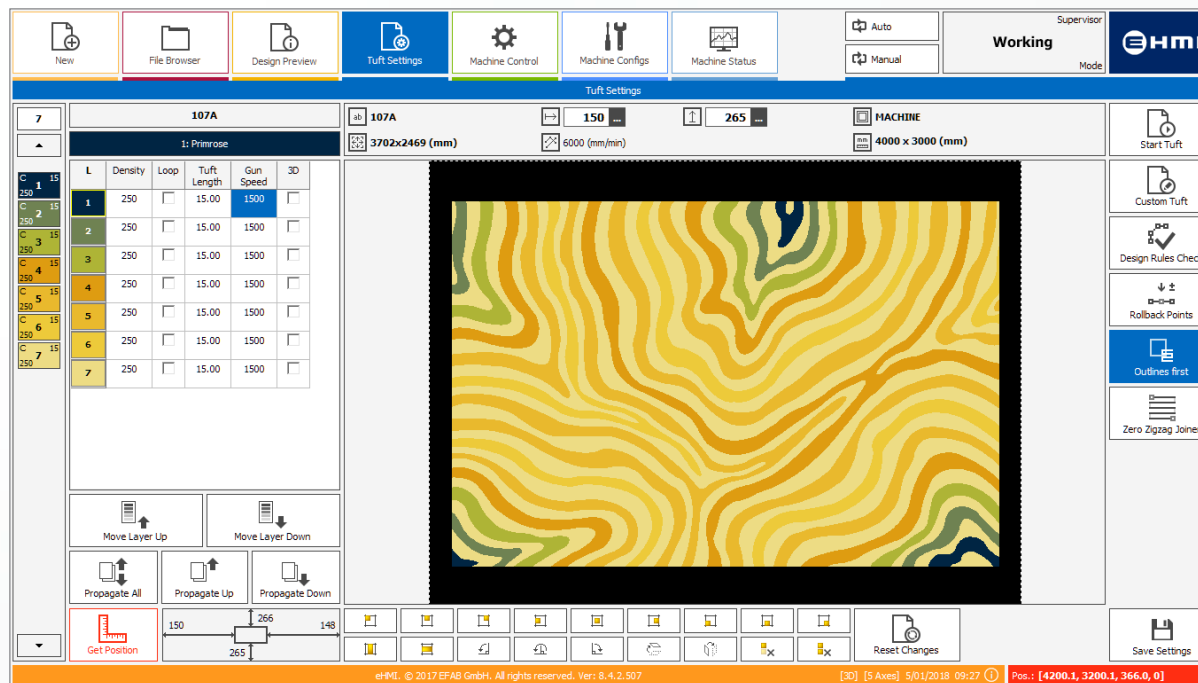 New
File Browser
Design Preview
Tuft Settings
Machine Control
Machine Configs
Machine Status
Auto
Manual
Supervisor
Working
Mode
eHMI
Tuft Settings
7
107A
1: Primrose
ab 107A
150 ...
265 ...
MACHINE
3702x2469 (mm)
6000 (mm/min)
mm 4000 x 3000 (mm)
C 1 15
250
C 2 15
250
C 3 15
250
C 4 15
250
C 5 15
250
C 6 15
250
C 7 15
250
L Density Loop Tuft Length Gun Speed 3D
1 250 15.00 1500
2 250 15.00 1500
3 250 15.00 1500
4 250 15.00 1500
5 250 15.00 1500
6 250 15.00 1500
7 250 15.00 1500
Move Layer Up
Move Layer Down
Propagate All
Propagate Up
Propagate Down
Get Position
150
266
148
265
Reset Changes
Start Tuft
Custom Tuft
Design Rules Check
Rollback Points
Outlines first
Zero Zigzag Joiner
Save Settings
eHMI. © 2017 EFAB GmbH. All rights reserved. Ver: 8.4.2.507
[3D] [5 Axes] 5/01/2018 09:27
Pos.: [4200.1, 3200.1, 366.0, 0]